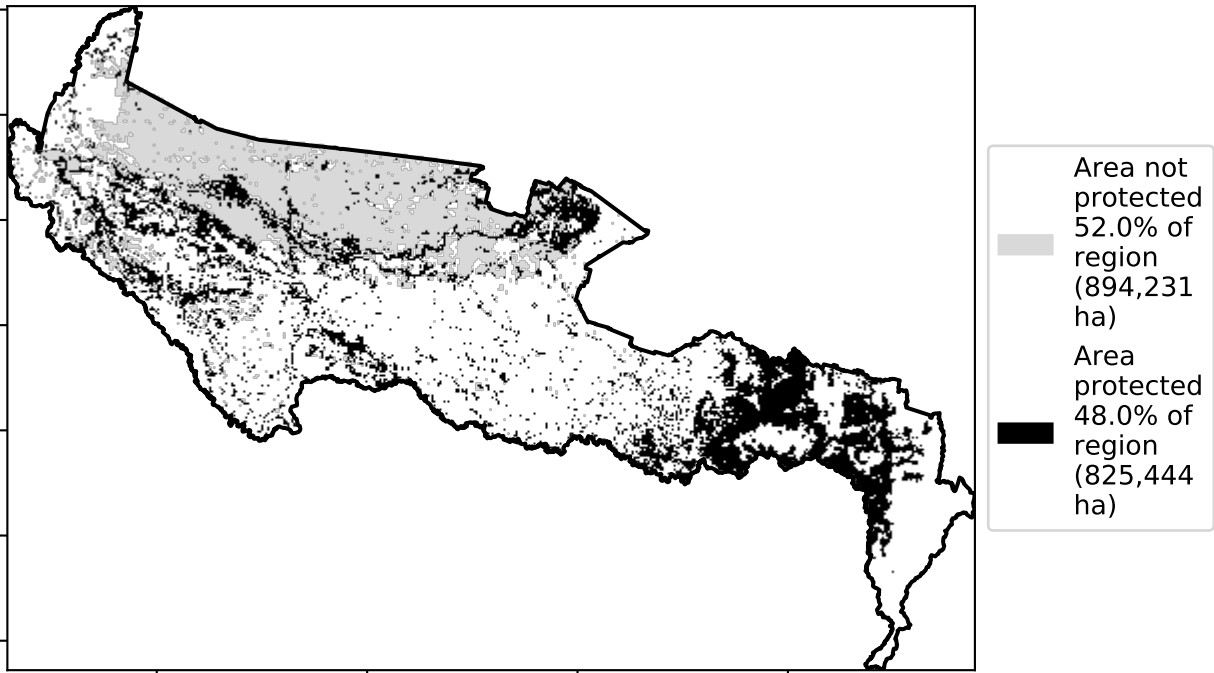 Area not
protected
52.0% of
region
(894,231
ha)
Area
protected
48.0% of
region
(825,444
ha)